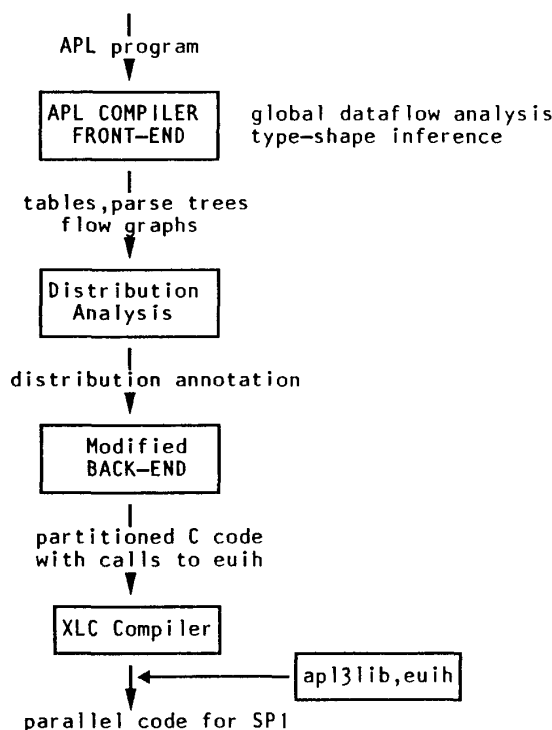 APL program
APL COMPILER
FRONT—END
global dataflow analysis
type—shape inference
tables,parse trees
flow graphs
Distribution
Analysis
distribution annotation
Modified
BACK—END
partitioned C code
with calls to euih
XLC Compiler
apl3lib,euih
parallel code for SP1